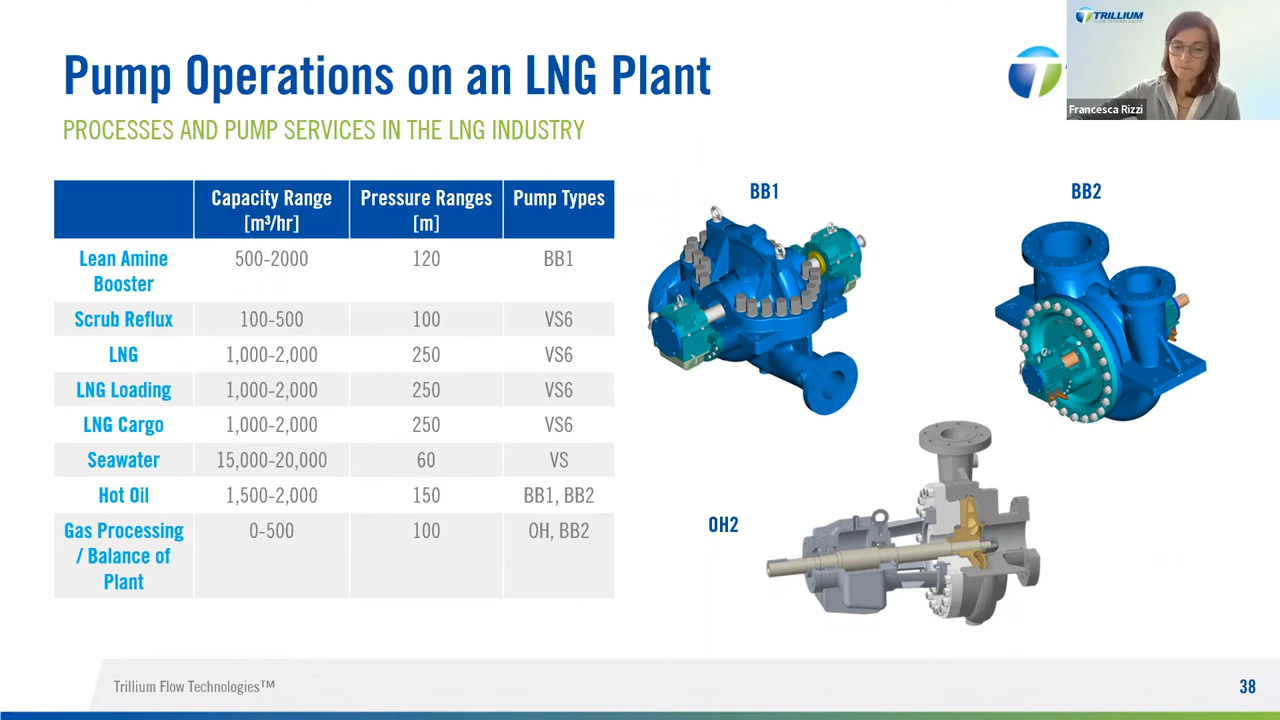 Pump Operations on an LNG Plant
PROCESSES AND PUMP SERVICES IN THE LNG INDUSTRY
TRILLIUM
FLOW TECHNOLOGIES
Francesca Rizzi
Capacity Range [m³/hr]
Pressure Ranges [m]
Pump Types
Lean Amine Booster
500-2000
120
BB1
Scrub Reflux
100-500
100
VS6
LNG
1,000-2,000
250
VS6
LNG Loading
1,000-2,000
250
VS6
LNG Cargo
1,000-2,000
250
VS6
Seawater
15,000-20,000
60
VS
Hot Oil
1,500-2,000
150
BB1, BB2
Gas Processing / Balance of Plant
0-500
100
OH, BB2
BB1
BB2
OH2
Trillium Flow Technologies™
38